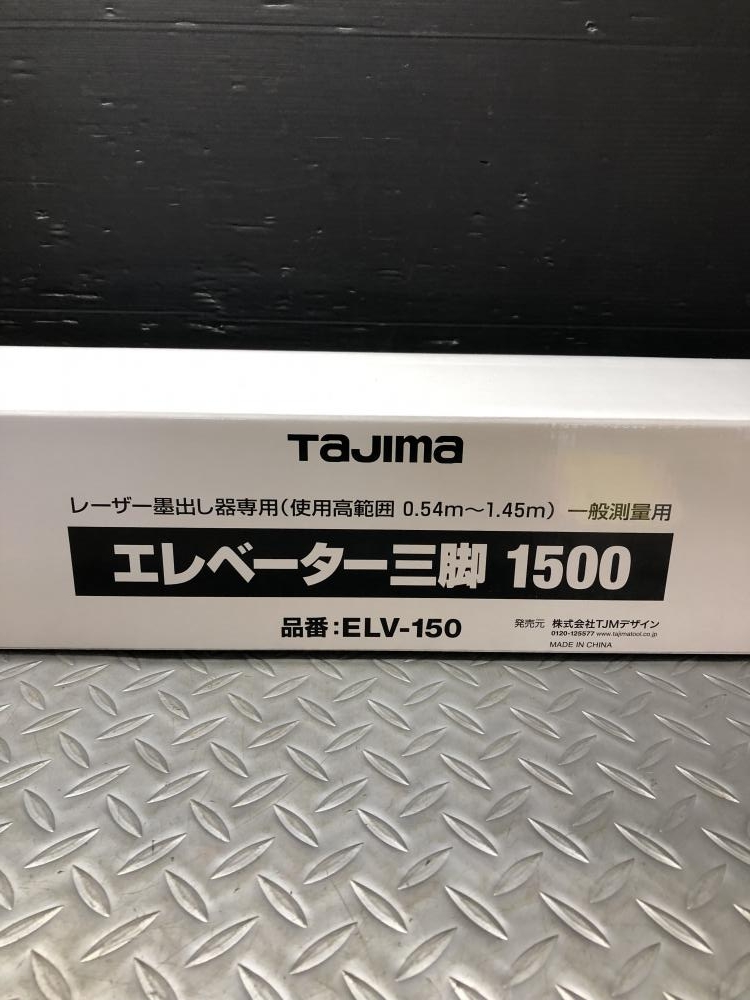 TAJIMA
レーザー墨出し器専用(使用高範囲 0.54m～1.45m) 一般測量用
エレベーター三脚 1500
品番:ELV-150
発売元 株式会社TJMデザイン
0120-125577 www.tajimatool.co.jp
MADE IN CHINA